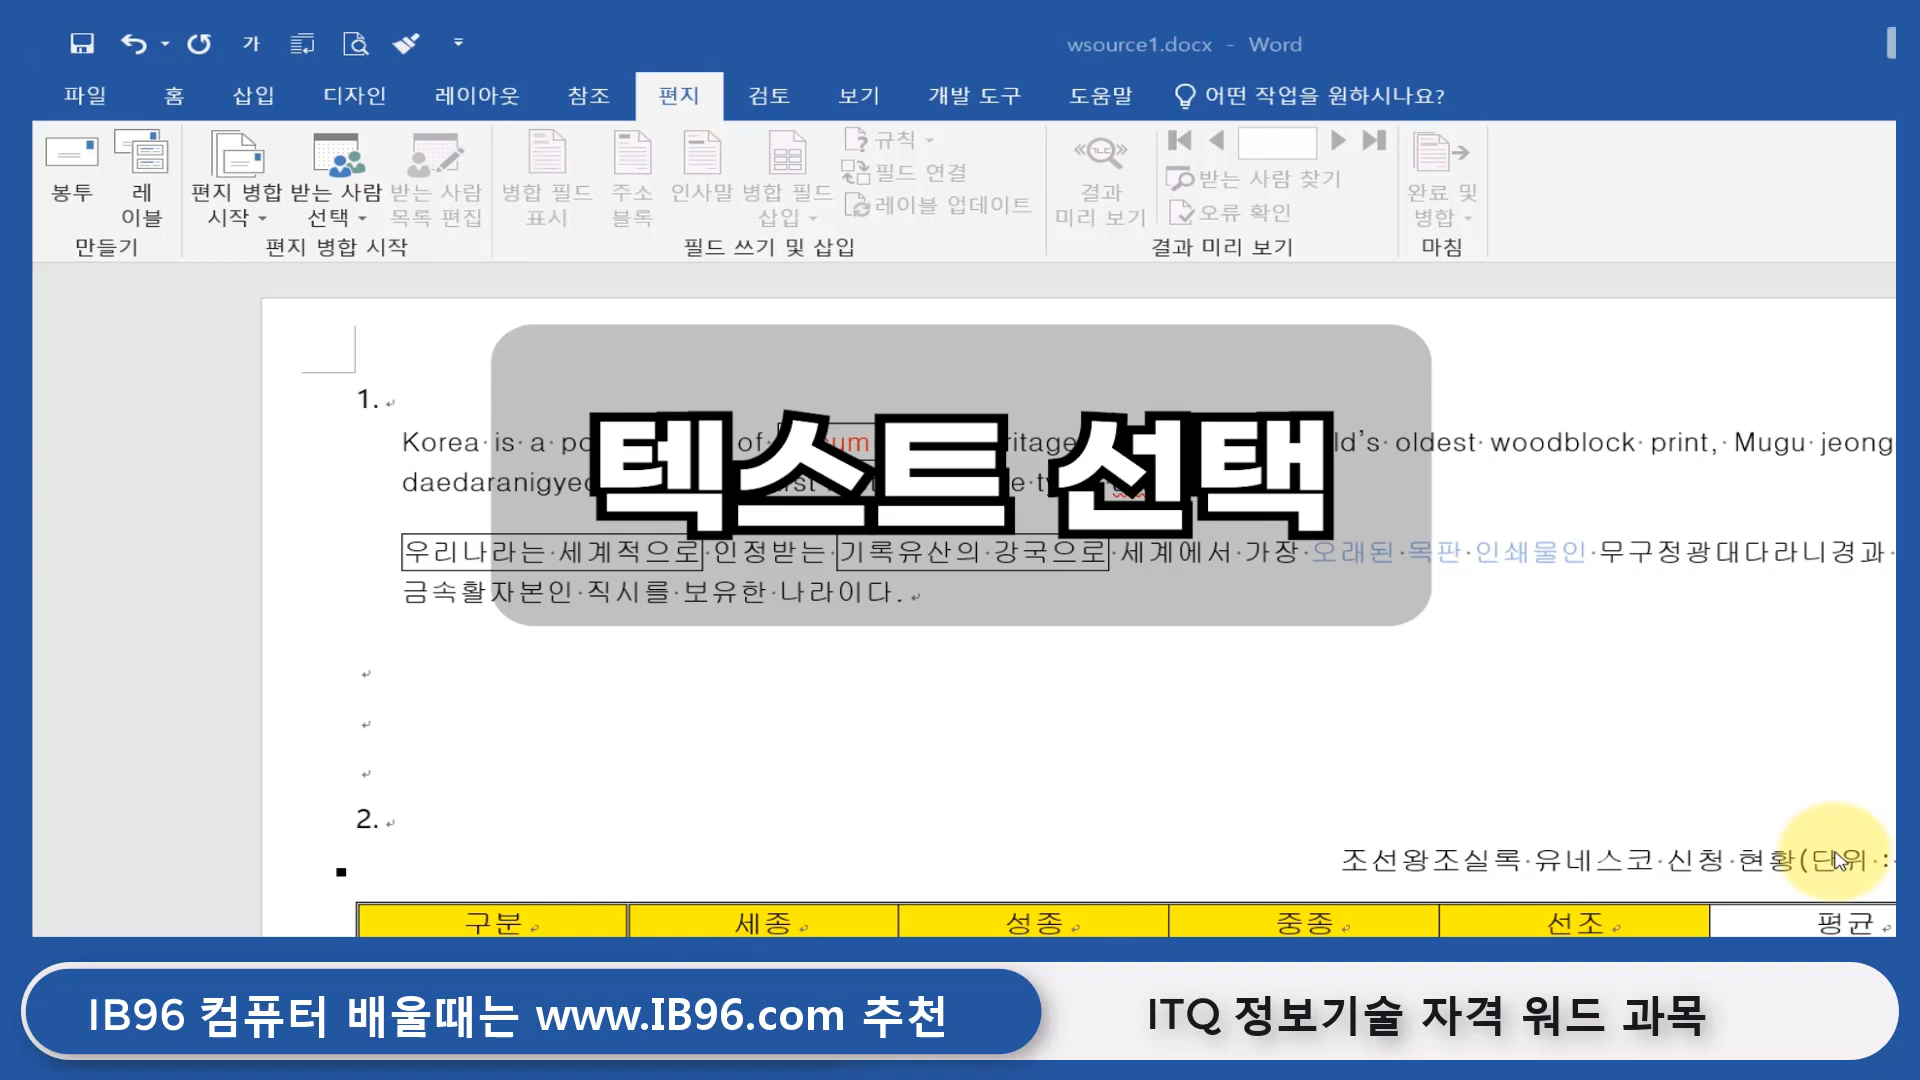 wsource1.docx - Word
파일 홈 삽입 디자인 레이아웃 참조 편지 검토 보기 개발 도구 도움말 어떤 작업을 원하시나요?
가
봉투
레이블
만들기
편지 병합 시작
받는 사람 선택
받는 사람 목록 편집
편지 병합 시작
병합 필드 표시
주소 블록
인사말
병합 필드 삽입
규칙
필드 연결
레이블 업데이트
필드 쓰기 및 삽입
결과 미리 보기
받는 사람 찾기
오류 확인
결과 미리 보기
완료 및 병합
마침
텍스트 선택
1.
Korea is a of oldest woodblock print, Mugu jeong
우리나라는 세계적으로 인정받는 기록유산의 강국으로 세계에서 가장 오래된 목판 인쇄물인 무구정광대다라니경과
금속활자본인 직시를 보유한 나라이다.
2.
조선왕조실록 유네스코 신청 현황(단위 :
구분 세종 성종 중종 선조 평균
IB96 컴퓨터 배울때는 www.IB96.com 추천
ITQ 정보기술 자격 워드 과목